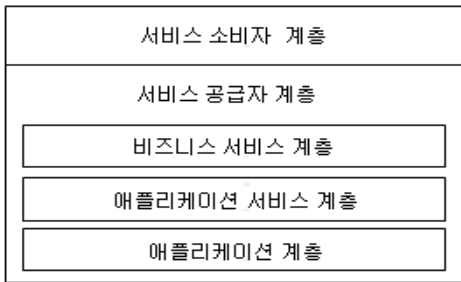 서비스 소비자 계층
서비스 공급자 계층
비즈니스 서비스 계층
애플리케이션 서비스 계층
애플리케이션 계층